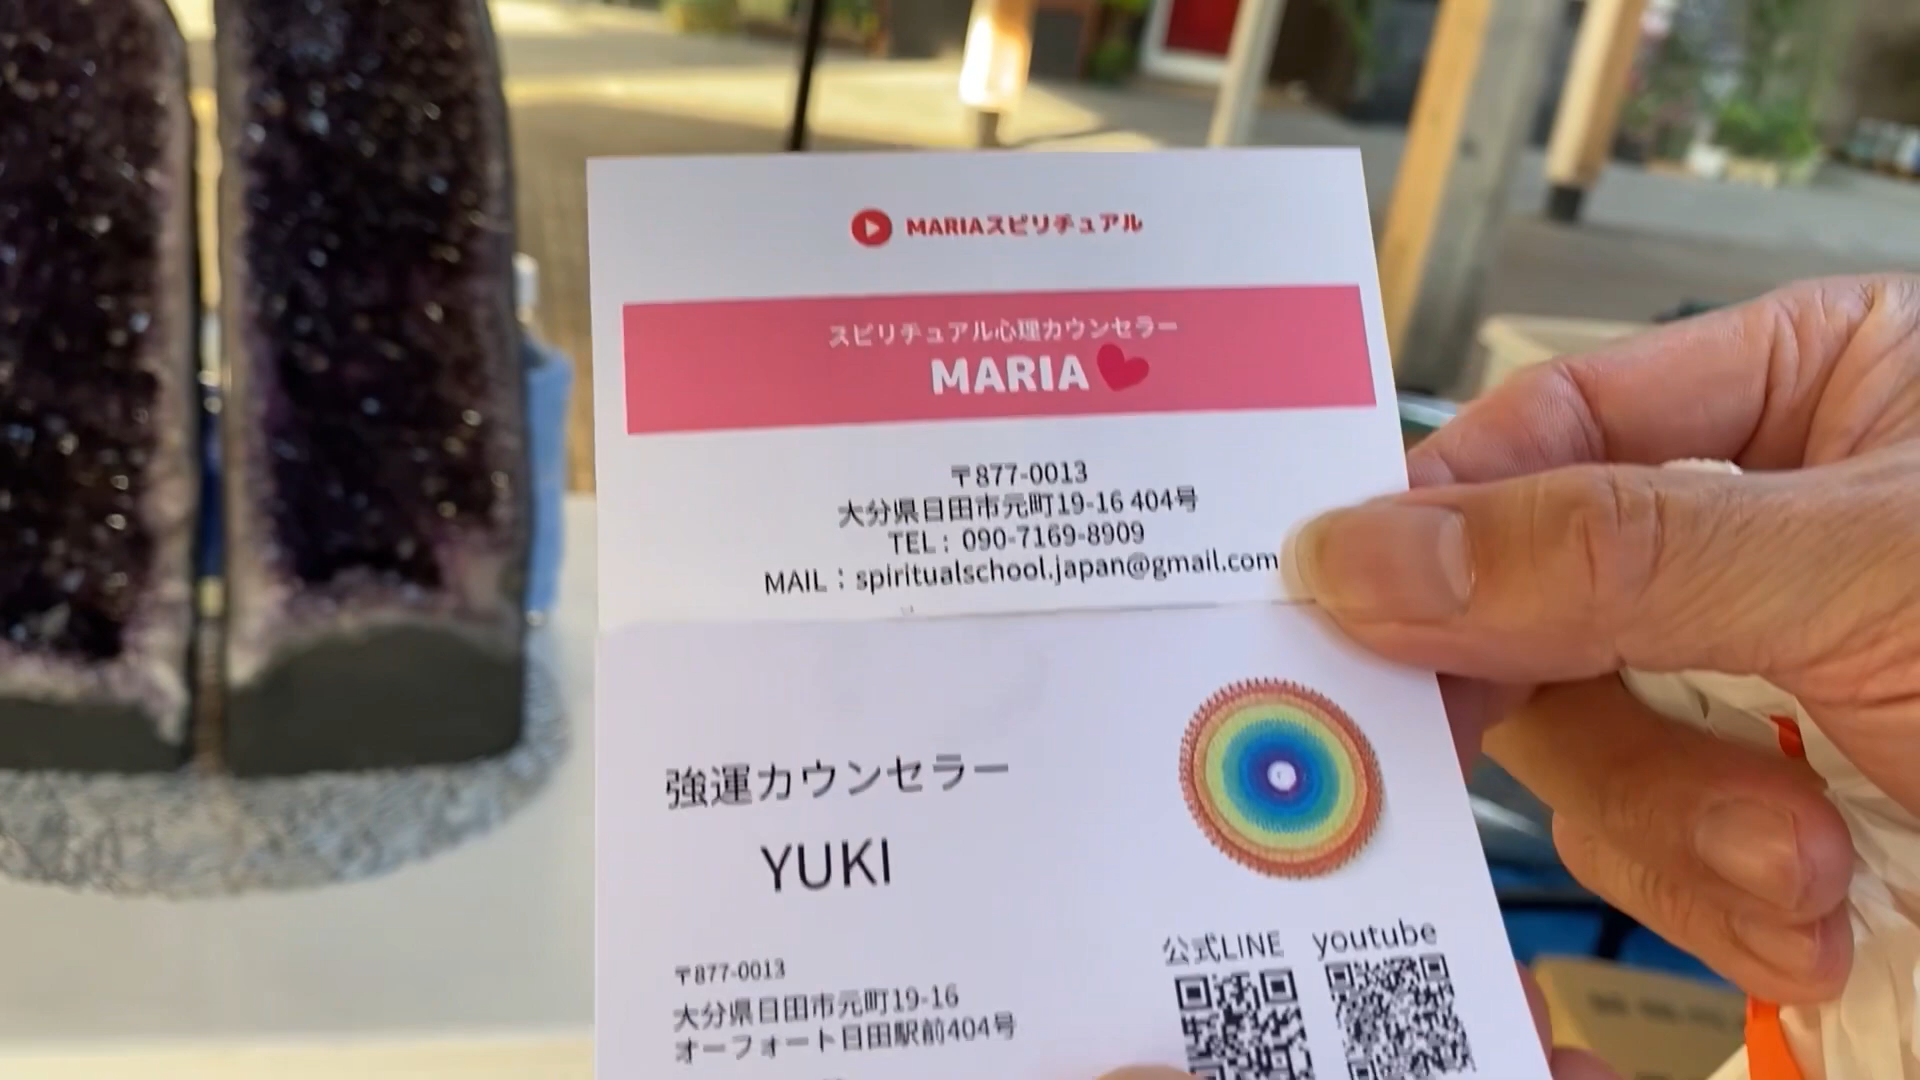 MARIAスピリチュアル
スピリチュアル心理カウンセラー
MARIA
〒877-0013
大分県日田市元町19-16 404号
TEL: 090-7169-8909
MAIL:spiritualschool.japan@gmail.com
強運カウンセラー
YUKI
〒877-0013
大分県日田市元町19-16
オーフォート日田駅前404号
公式LINE youtube